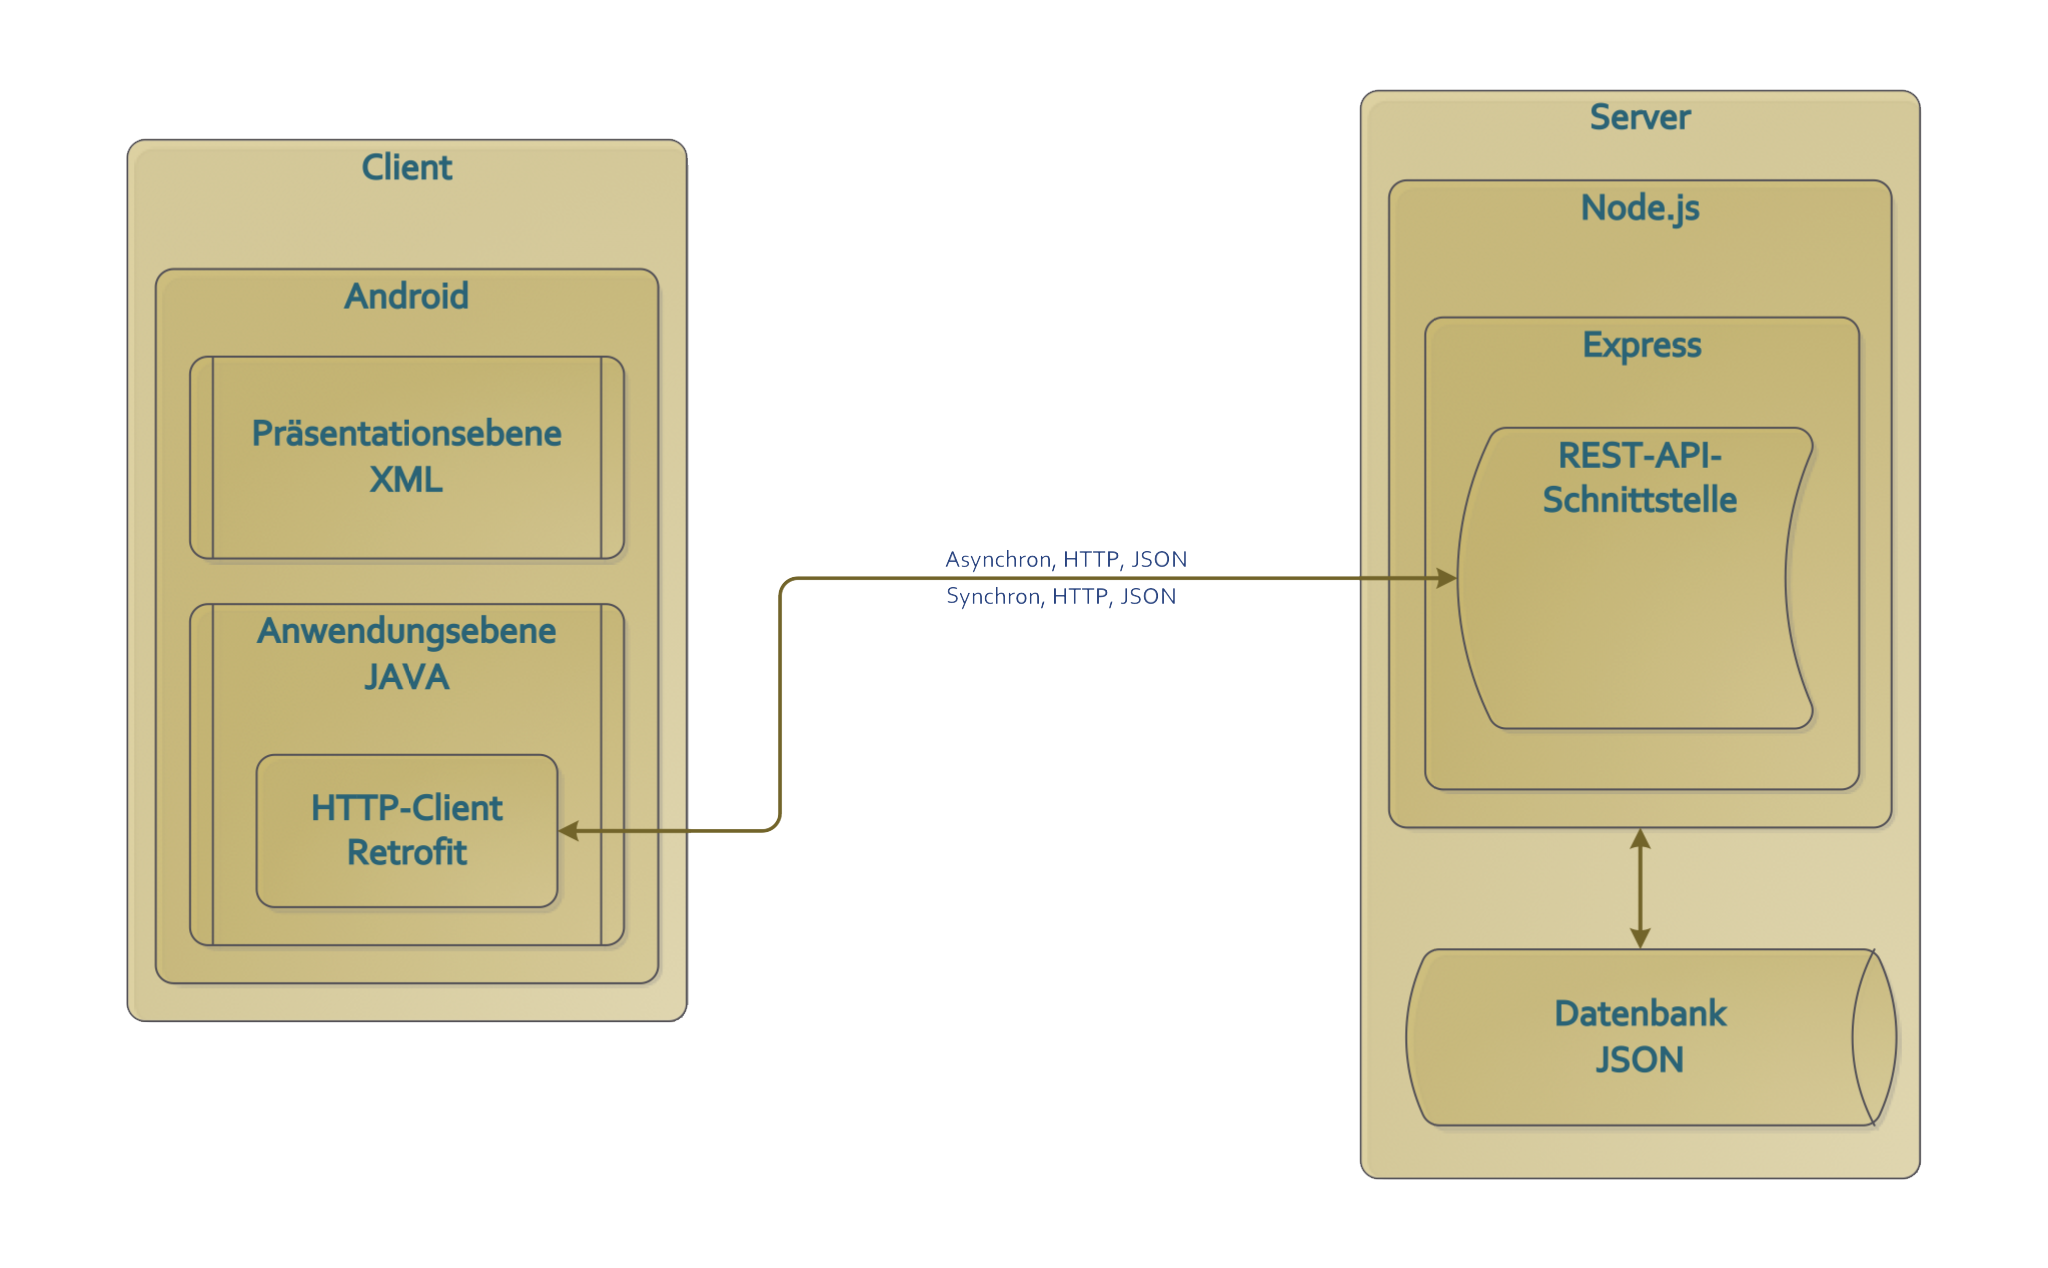 Client
Android
Präsentationsebene
XML
Anwendungsebene
JAVA
HTTP-Client
Retrofit
Asynchron, HTTP, JSON
Synchron, HTTP, JSON
Server
Node.js
Express
REST-API-
Schnittstelle
Datenbank
JSON